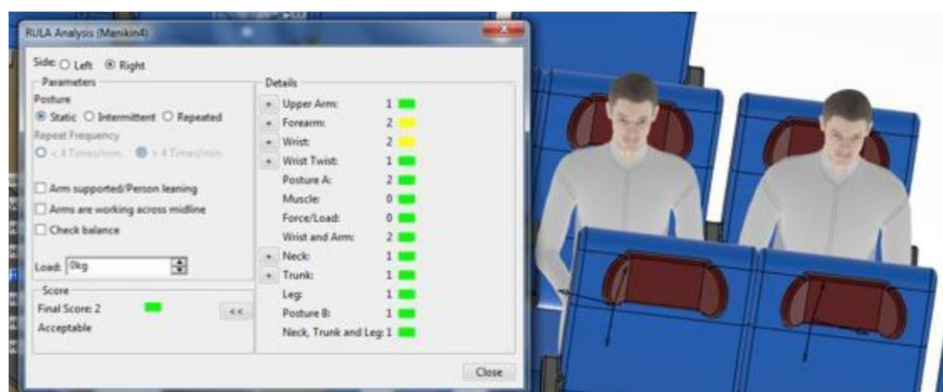 RULA Analysis (Manikin4)
Side: Left Right
Parameters
Posture
Static Intermittent Repeated
Repeat Frequency
< 4 Times/min. > 4 Times/min.
Arm supported/Person leaning
Arms are working across midline
Check balance
Load: 0kg
Score
Final Score: 2
<<
Acceptable
Details
+ Upper Arm: 1
+ Forearm: 2
+ Wrist: 2
+ Wrist Twist: 1
Posture A: 2
Muscle: 0
Force/Load: 0
Wrist and Arm: 2
+ Neck: 1
+ Trunk: 1
Leg: 1
Posture B: 1
Neck, Trunk and Leg: 1
Close